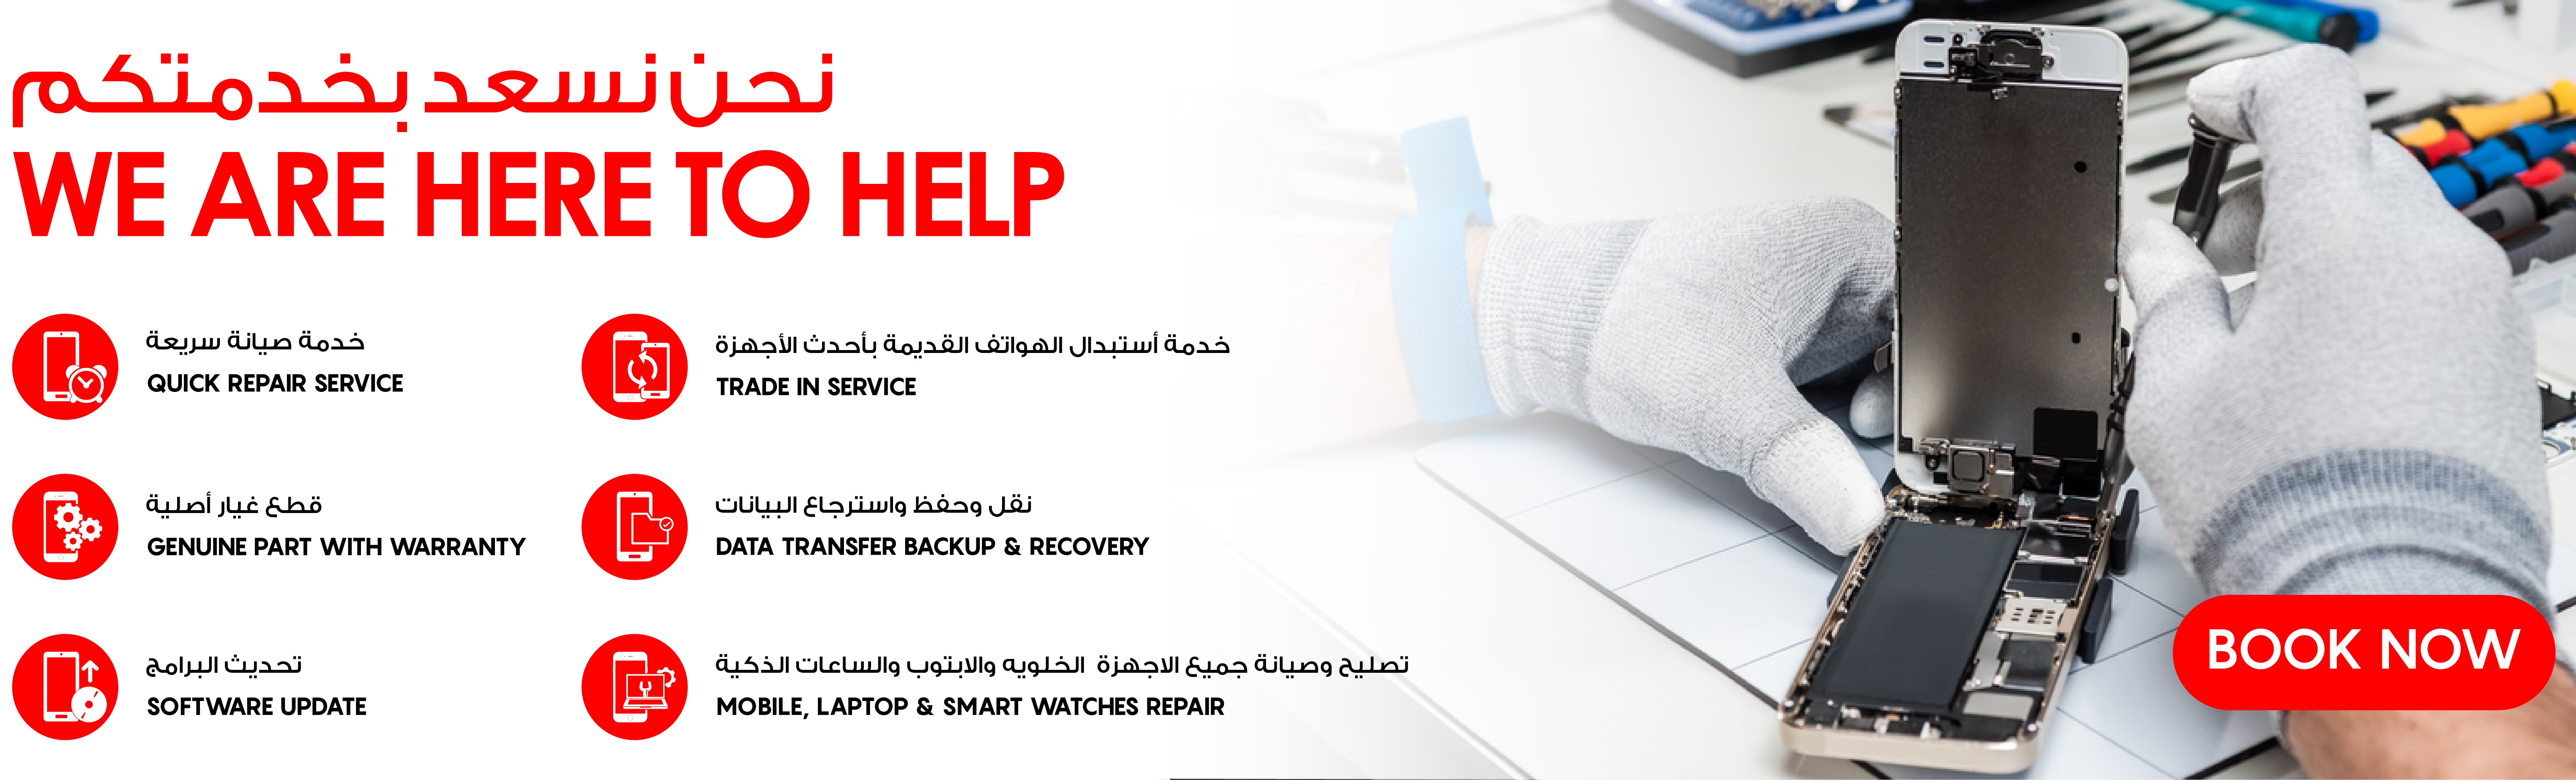 نحن نسعد بخدمتكم
WE ARE HERE TO HELP
خدمة صيانة سريعة
QUICK REPAIR SERVICE
خدمة أستبدال الهواتف القديمة بأحدث الأجهزة
TRADE IN SERVICE
قطع غيار أصلية
GENUINE PART WITH WARRANTY
نقل وحفظ واسترجاع البيانات
DATA TRANSFER BACKUP & RECOVERY
تحديث البرامج
SOFTWARE UPDATE
تصليح وصيانة جميع الاجهزة الخلويه والابتوب والساعات الذكية
MOBILE, LAPTOP & SMART WATCHES REPAIR
BOOK NOW